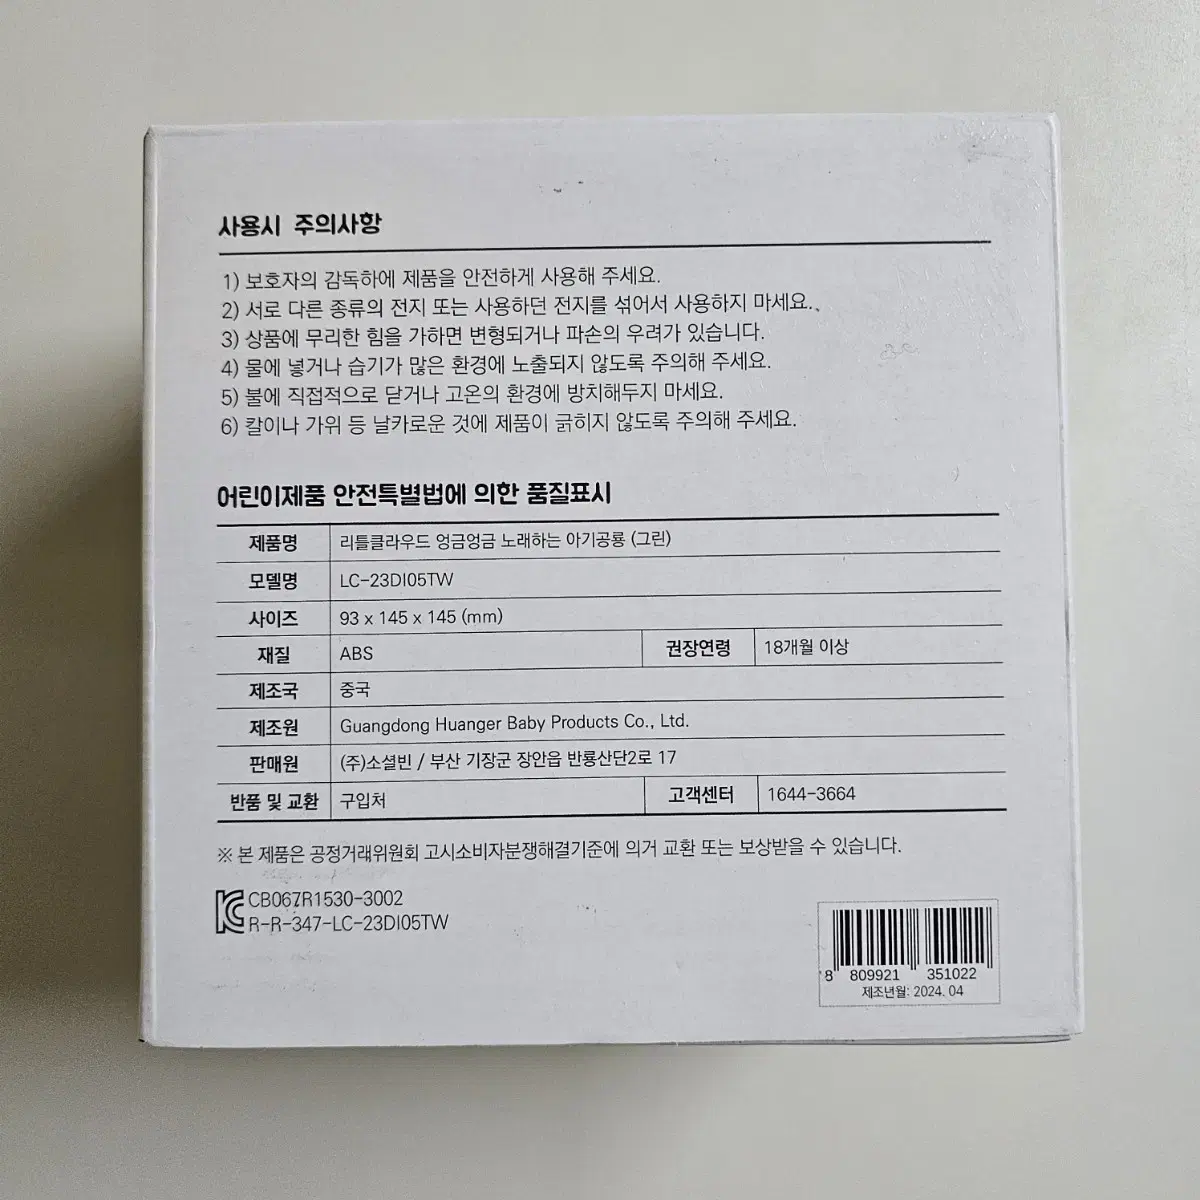 사용시 주의사항
1) 보호자의 감독하에 제품을 안전하게 사용해 주세요.
2) 서로 다른 종류의 전지 또는 사용하던 전지를 섞어서 사용하지 마세요.
3) 상품에 무리한 힘을 가하면 변형되거나 파손의 우려가 있습니다.
4) 물에 넣거나 습기가 많은 환경에 노출되지 않도록 주의해 주세요.
5) 불에 직접적으로 닫거나 고온의 환경에 방치해두지 마세요.
6) 칼이나 가위 등 날카로운 것에 제품이 긁히지 않도록 주의해 주세요.
어린이제품 안전특별법에 의한 품질표시
제품명 리틀클라우드 엉금엉금 노래하는 아기공룡 (그린)
모델명 LC-23DI05TW
사이즈 93 x 145 x 145 (mm)
재질 ABS 권장연령 18개월 이상
제조국 중국
제조원 Guangdong Huanger Baby Products Co., Ltd.
판매원 (주)소셜빈 / 부산 기장군 장안읍 반룡산단2로 17
반품 및 교환 구입처 고객센터 1644-3664
※ 본 제품은 공정거래위원회 고시소비자분쟁해결기준에 의거 교환 또는 보상받을 수 있습니다.
CB067R1530-3002
R-R-347-LC-23DI05TW
8 809921 351022
제조년월: 2024. 04